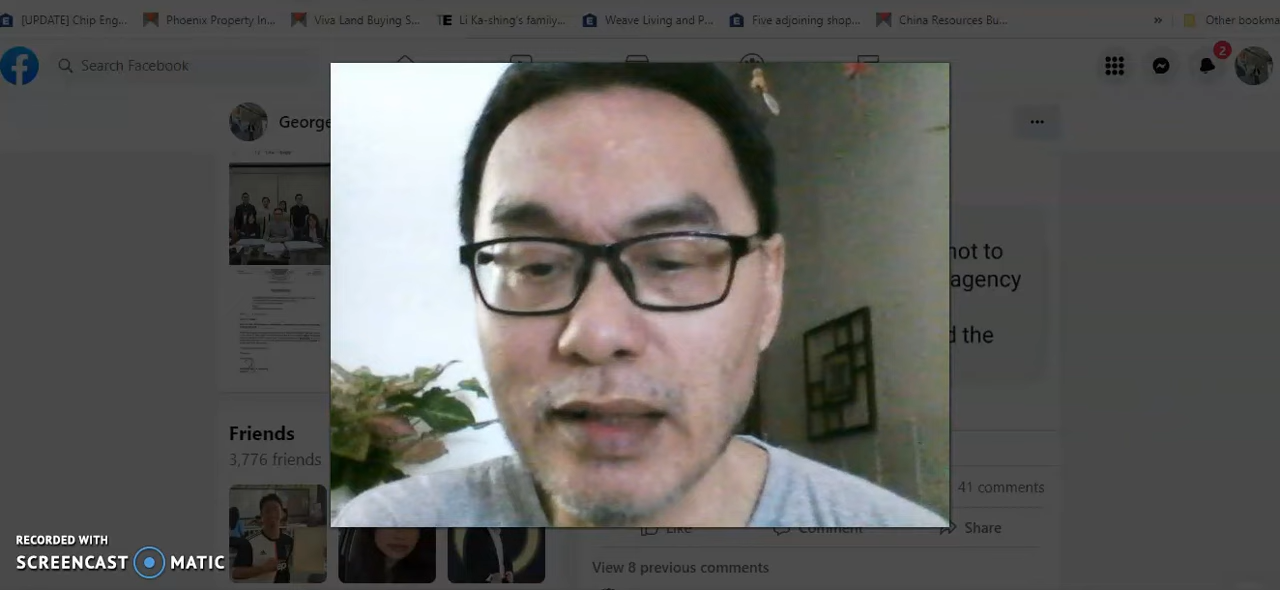 [UPDATE] Chip Eng...
Phoenix Property In...
Viva Land Buying S...
TE Li Ka-shing's family...
Weave Living and P...
Five adjoining shop...
China Resources Bu...
»
Other bookma
Search Facebook
2
George
...
not to
agency
d the
Friends
3,776 friends
41 comments
Like
Comment
Share
View 8 previous comments
RECORDED WITH
SCREENCAST MATIC